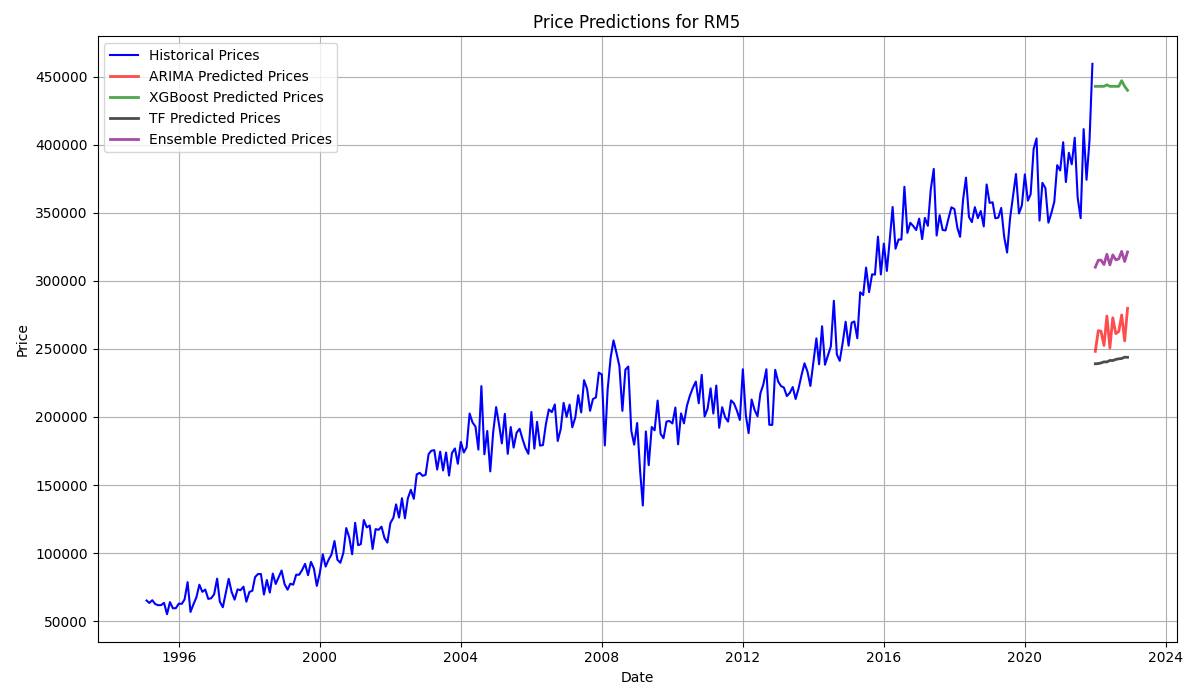 Price Predictions for RM5
Historical Prices
ARIMA Predicted Prices
XGBoost Predicted Prices
TF Predicted Prices
Ensemble Predicted Prices
450000
400000
350000
300000
250000
200000
150000
100000
50000
Price
1996 2000 2004 2008 2012 2016 2020 2024
Date